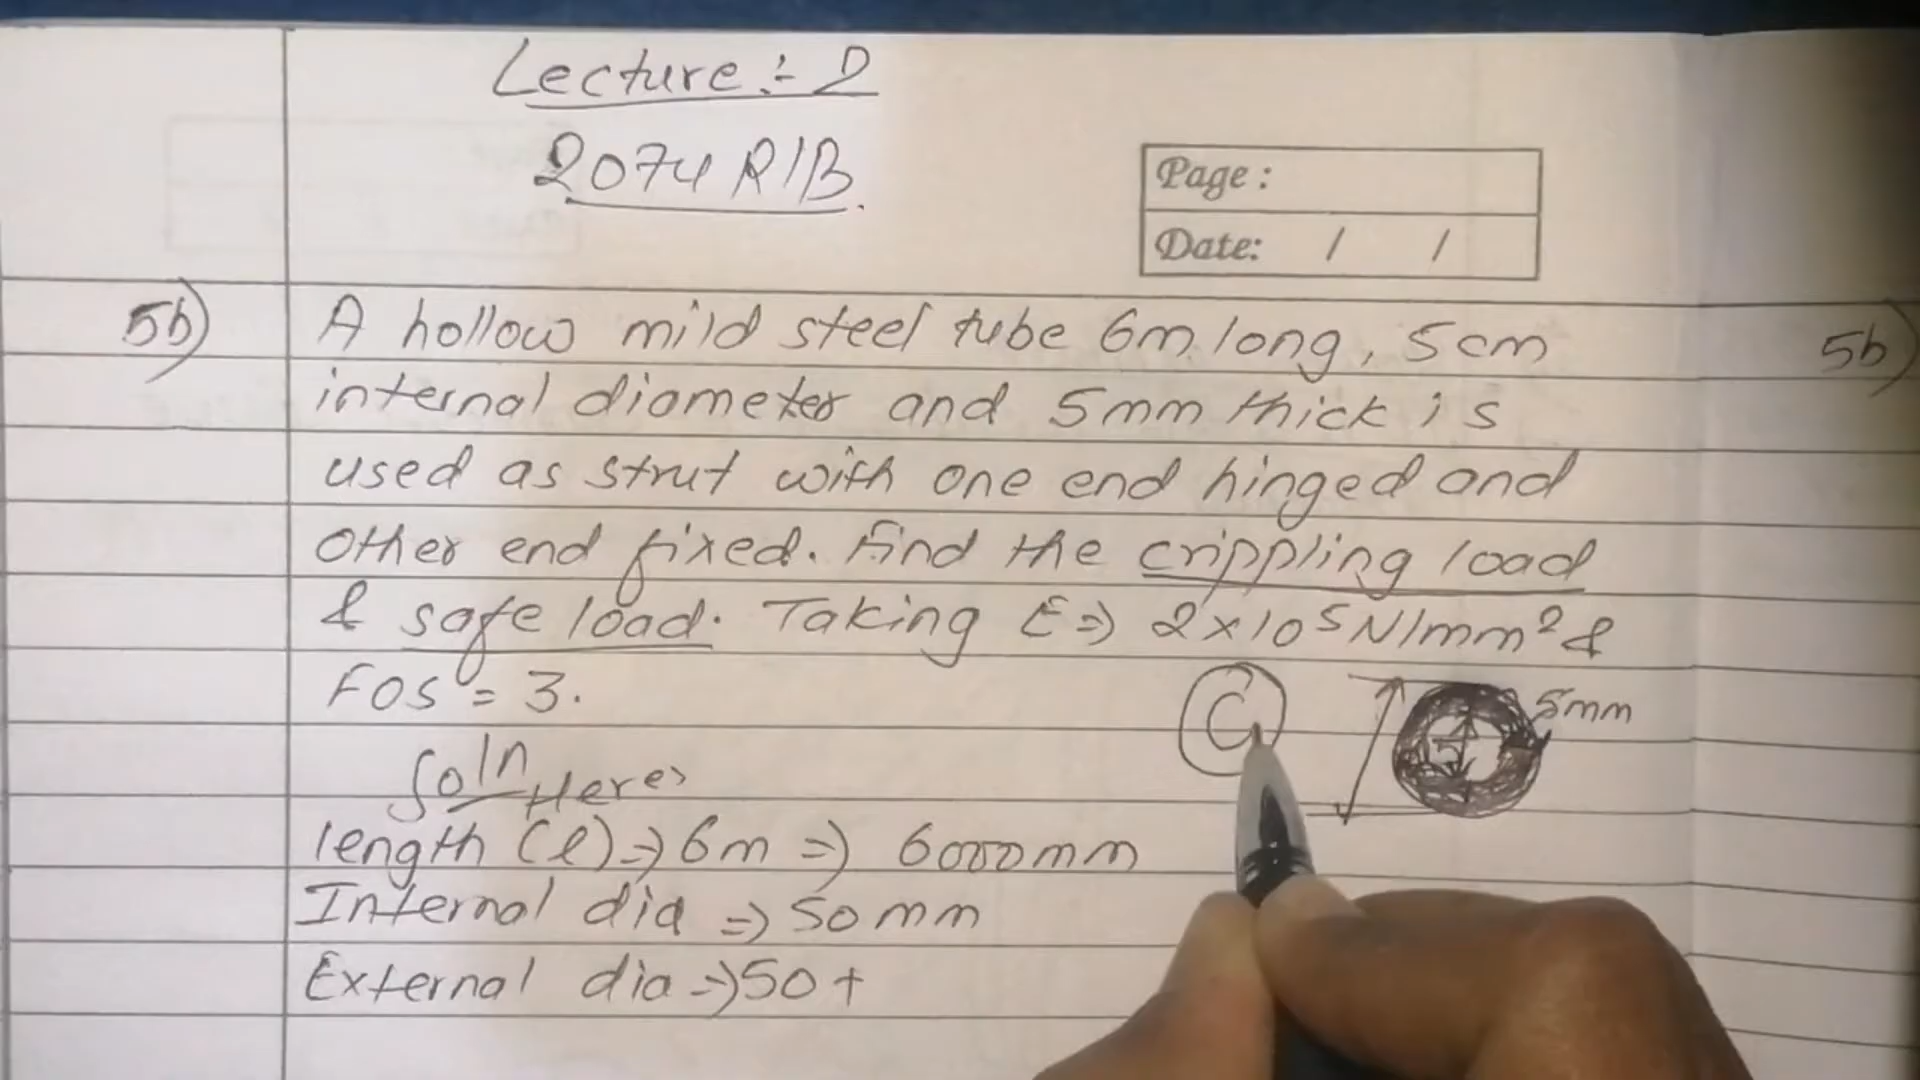 Lecture :- 2
2074 R/B.
Page :
Date: / /
5b) A hollow mild steel tube 6m long, 5cm
internal diameter and 5mm thick is
used as strut with one end hinged and
other end fixed. Find the crippling load
& safe load. Taking E => 2×10⁵N/mm² &
FOS = 3.
Soln Here,
length (l) => 6m => 6000mm
Internal dia => 50mm
External dia => 50 +
C
5
5mm
5b)